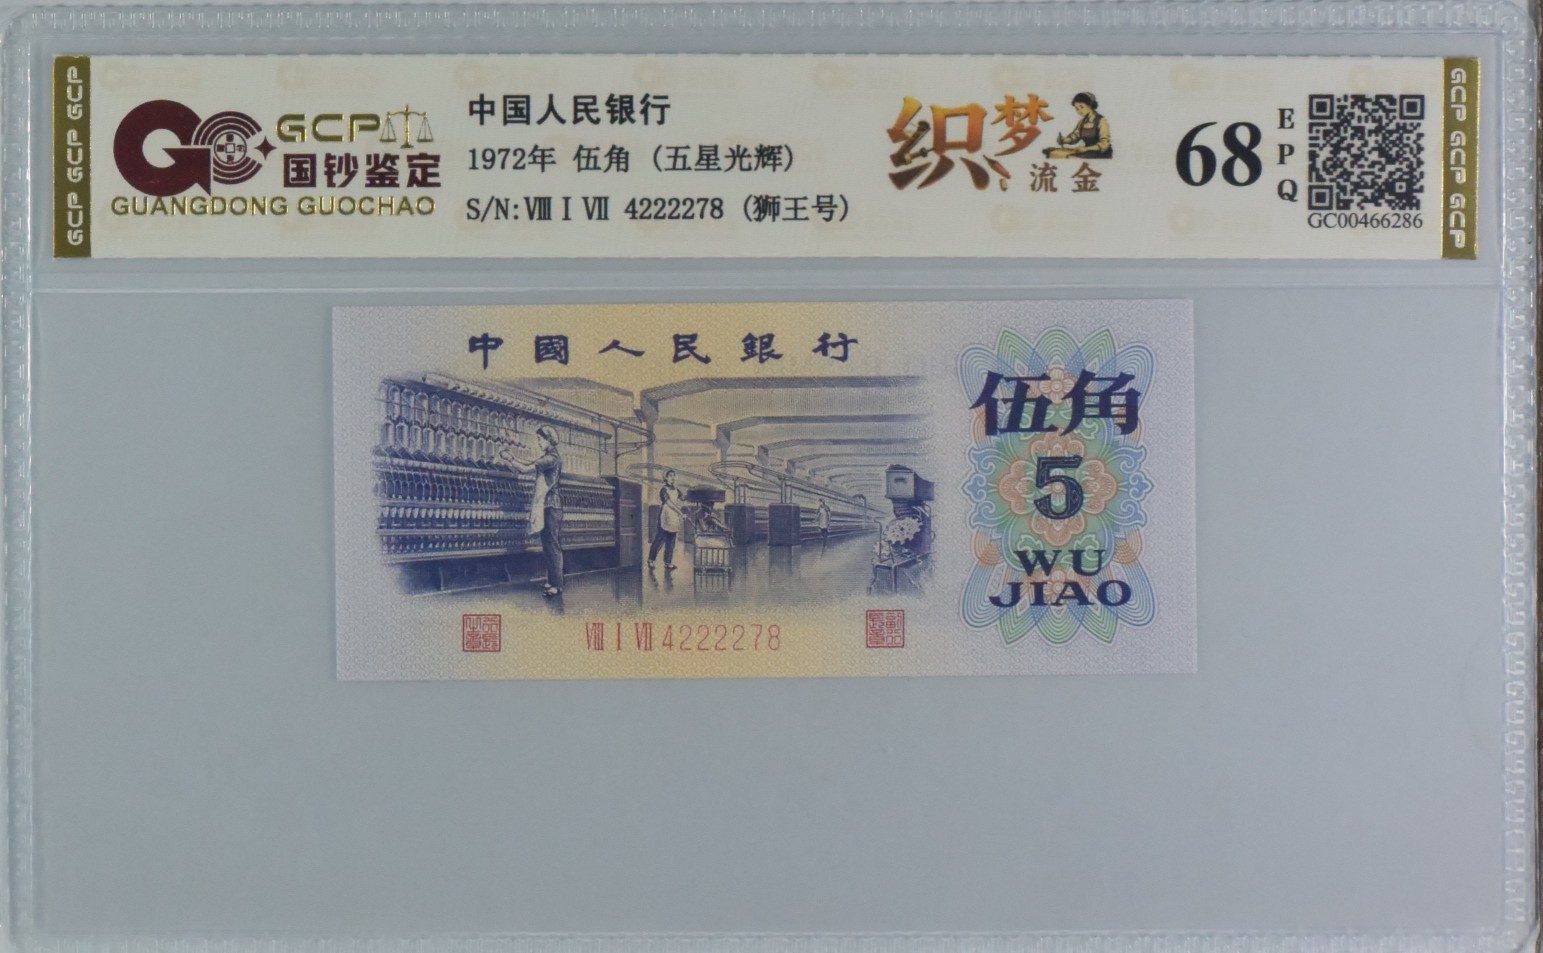 GCP GCP GCP
GCP
国钞鉴定
GUANGDONG GUOCHAO
中国人民银行
1972年 伍角 (五星光辉)
S/N:Ⅷ Ⅰ Ⅶ 4222278 (狮王号)
织梦
流金
68
EPQ
GC00466286
GCP GCP GCP
中國人民銀行
伍角
5
WU
JIAO
Ⅷ Ⅰ Ⅶ 4222278